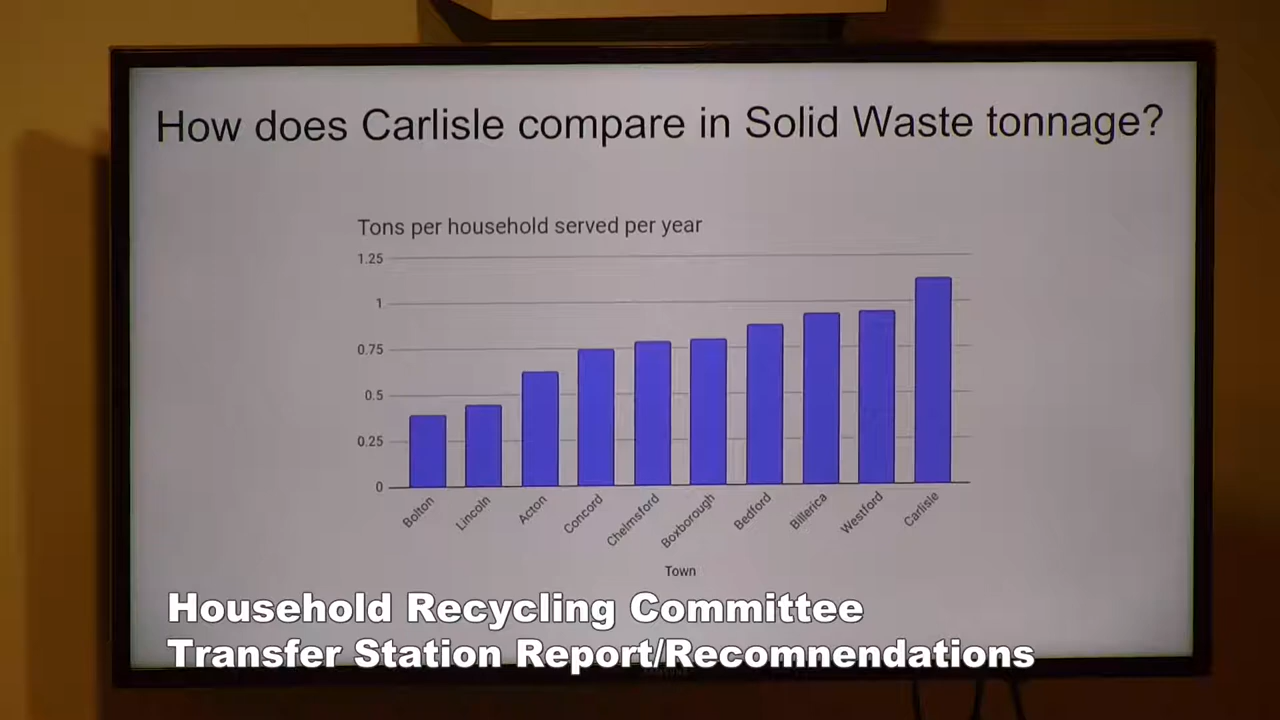 How does Carlisle compare in Solid Waste tonnage?
Tons per household served per year
1.25
1
0.75
0.5
0.25
0
Bolton
Lincoln
Acton
Concord
Chelmsford
Boxborough
Bedford
Billerica
Westford
Carlisle
Town
Household Recycling Committee
Transfer Station Report/Recomnendations